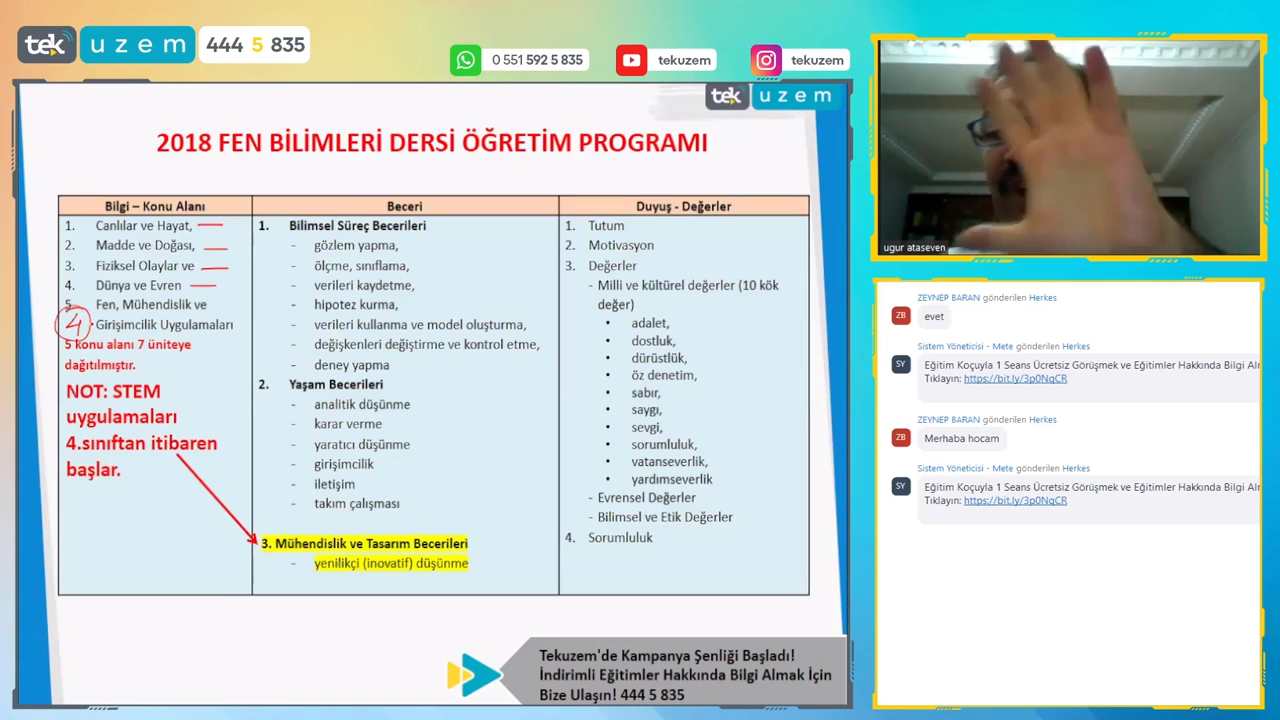 tek uzem 444 5 835
0 551 592 5 835
tekuzem
tekuzem
tek uzem
2018 FEN BİLİMLERİ DERSİ ÖĞRETİM PROGRAMI
Bilgi – Konu Alanı
1. Canlılar ve Hayat,
2. Madde ve Doğası,
3. Fiziksel Olaylar ve
4. Dünya ve Evren
5. Fen, Mühendislik ve
4 Girişimcilik Uygulamaları
5 konu alanı 7 üniteye
dağıtılmıştır.
NOT: STEM
uygulamaları
4.sınıftan itibaren
başlar.
Beceri
1. Bilimsel Süreç Becerileri
- gözlem yapma,
- ölçme, sınıflama,
- verileri kaydetme,
- hipotez kurma,
- verileri kullanma ve model oluşturma,
- değişkenleri değiştirme ve kontrol etme,
- deney yapma
2. Yaşam Becerileri
- analitik düşünme
- karar verme
- yaratıcı düşünme
- girişimcilik
- iletişim
- takım çalışması
3. Mühendislik ve Tasarım Becerileri
- yenilikçi (inovatif) düşünme
Duyuş - Değerler
1. Tutum
2. Motivasyon
3. Değerler
- Milli ve kültürel değerler (10 kök
değer)
• adalet,
• dostluk,
• dürüstlük,
• öz denetim,
• sabır,
• saygı,
• sevgi,
• sorumluluk,
• vatanseverlik,
• yardımseverlik
- Evrensel Değerler
- Bilimsel ve Etik Değerler
4. Sorumluluk
Tekuzem'de Kampanya Şenliği Başladı!
İndirimli Eğitimler Hakkında Bilgi Almak İçin
Bize Ulaşın! 444 5 835
ugur ataseven
ZEYNEP BARAN gönderilen Herkes
ZB evet
Sistem Yöneticisi - Mete gönderilen Herkes
SY Eğitim Koçuyla 1 Seans Ücretsiz Görüşmek ve Eğitimler Hakkında Bilgi
Tıklayın: https://bit.ly/3p0NqCR
ZEYNEP BARAN gönderilen Herkes
ZB Merhaba hocam
Sistem Yöneticisi - Mete gönderilen Herkes
SY Eğitim Koçuyla 1 Seans Ücretsiz Görüşmek ve Eğitimler Hakkında Bilgi
Tıklayın: https://bit.ly/3p0NqCR